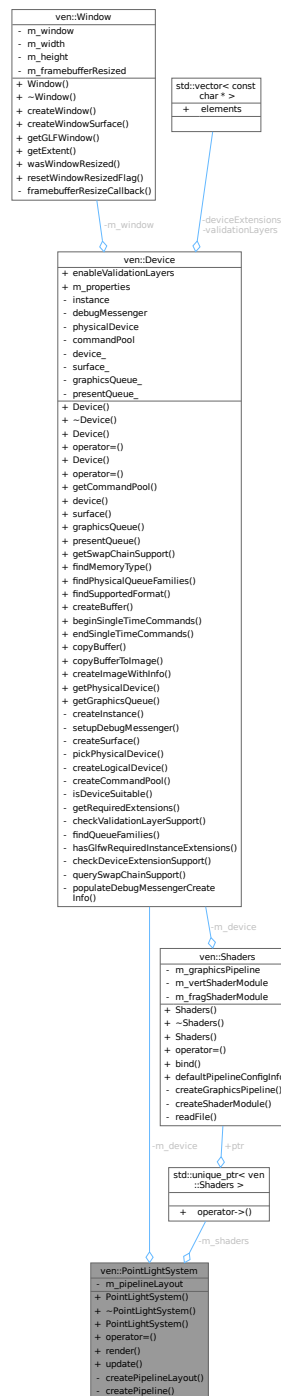 ven::Window
- m_window
- m_width
- m_height
- m_framebufferResized
+ Window()
+ ~Window()
+ createWindow()
+ createWindowSurface()
+ getGLFWindow()
+ getExtent()
+ wasWindowResized()
+ resetWindowResizedFlag()
- framebufferResizeCallback()
std::vector< const
char * >
+ elements
-m_window
-deviceExtensions
-validationLayers
ven::Device
+ enableValidationLayers
+ m_properties
- instance
- debugMessenger
- physicalDevice
- commandPool
- device_
- surface_
- graphicsQueue_
- presentQueue_
+ Device()
+ ~Device()
+ Device()
+ operator=()
+ Device()
+ operator=()
+ getCommandPool()
+ device()
+ surface()
+ graphicsQueue()
+ presentQueue()
+ getSwapChainSupport()
+ findMemoryType()
+ findPhysicalQueueFamilies()
+ findSupportedFormat()
+ createBuffer()
+ beginSingleTimeCommands()
+ endSingleTimeCommands()
+ copyBuffer()
+ copyBufferToImage()
+ createImageWithInfo()
+ getPhysicalDevice()
+ getGraphicsQueue()
- createInstance()
- setupDebugMessenger()
- createSurface()
- pickPhysicalDevice()
- createLogicalDevice()
- createCommandPool()
- isDeviceSuitable()
- getRequiredExtensions()
- checkValidationLayerSupport()
- findQueueFamilies()
- hasGlfwRequiredInstanceExtensions()
- checkDeviceExtensionSupport()
- querySwapChainSupport()
- populateDebugMessengerCreate
Info()
-m_device
ven::Shaders
- m_graphicsPipeline
- m_vertShaderModule
- m_fragShaderModule
+ Shaders()
+ ~Shaders()
+ Shaders()
+ operator=()
+ bind()
+ defaultPipelineConfigInfo
- createGraphicsPipeline()
- createShaderModule()
- readFile()
-m_device
+ptr
std::unique_ptr< ven
::Shaders >
+ operator->()
-m_shaders
ven::PointLightSystem
- m_pipelineLayout
+ PointLightSystem()
+ ~PointLightSystem()
+ PointLightSystem()
+ operator=()
+ render()
+ update()
- createPipelineLayout()
- createPipeline()